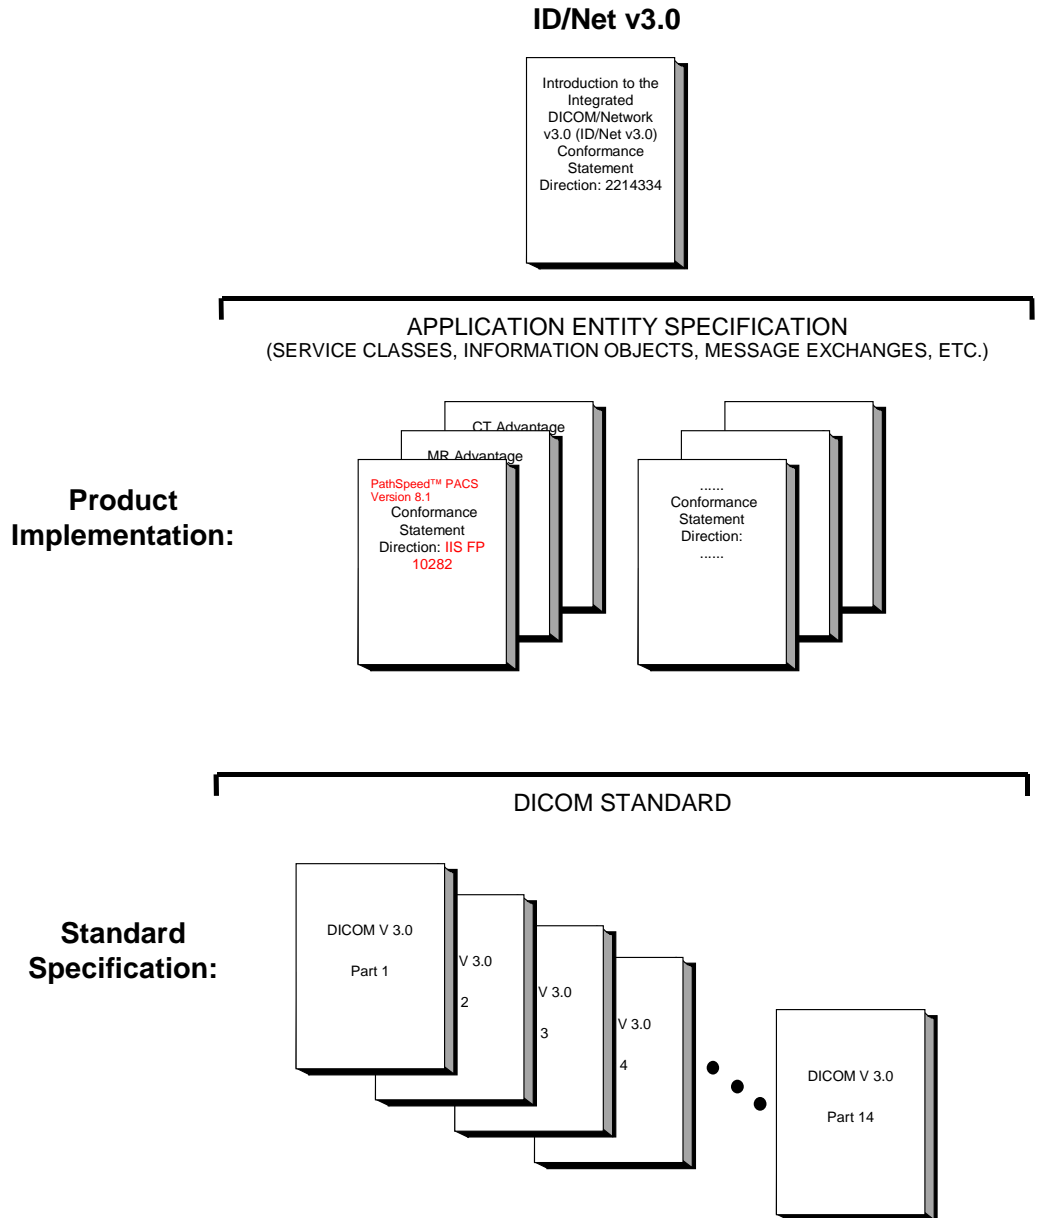 ID/Net v3.0
Introduction to the
Integrated
DICOM/Network
v3.0 (ID/Net v3.0)
Conformance
Statement
Direction: 2214334
APPLICATION ENTITY SPECIFICATION
(SERVICE CLASSES, INFORMATION OBJECTS, MESSAGE EXCHANGES, ETC.)
Product
Implementation:
CT Advantage
MR Advantage
PathSpeed™ PACS
Version 8.1
Conformance
Statement
Direction: IIS FP
10282
......
Conformance
Statement
Direction:
......
DICOM STANDARD
Standard
Specification:
DICOM V 3.0
Part 1
V 3.0
2
V 3.0
3
V 3.0
4
DICOM V 3.0
Part 14